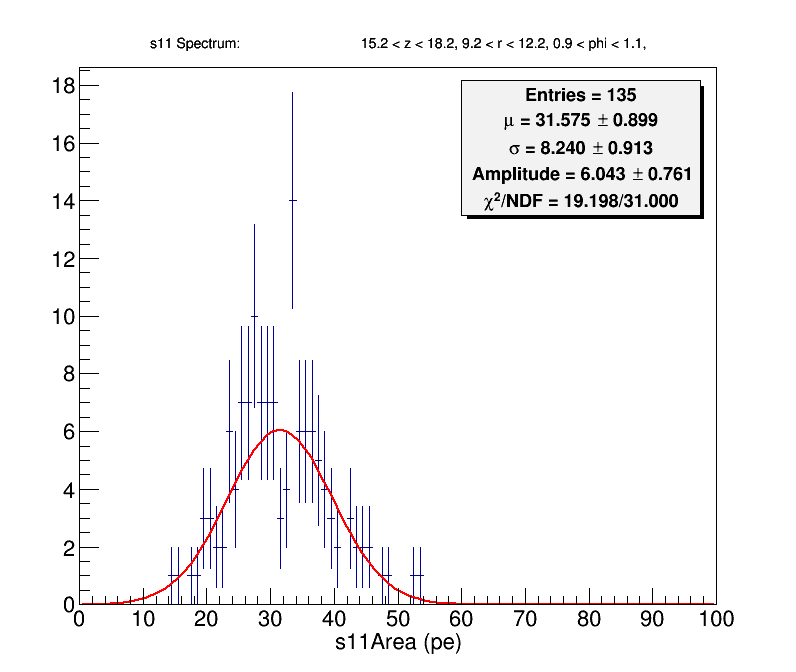 s11 Spectrum: 15.2 < z < 18.2, 9.2 < r < 12.2, 0.9 < phi < 1.1,
Entries = 135
μ = 31.575 ± 0.899
σ = 8.240 ± 0.913
Amplitude = 6.043 ± 0.761
χ²/NDF = 19.198/31.000
18
16
14
12
10
8
6
4
2
0
0 10 20 30 40 50 60 70 80 90 100
s11Area (pe)